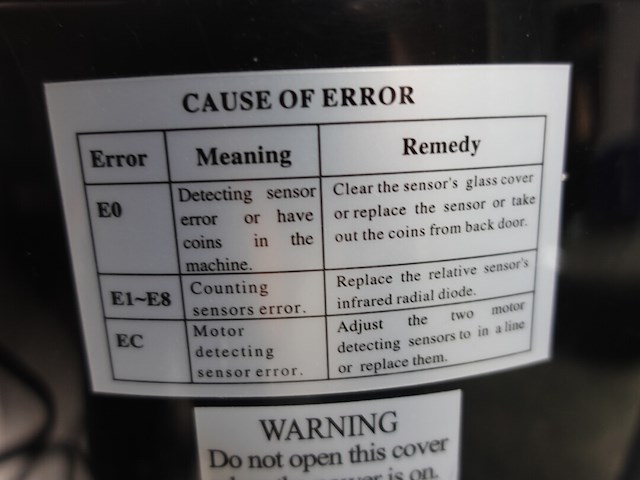 CAUSE OF ERROR
Error Meaning Remedy
E0
Detecting sensor
error or have
coins in the
machine.
Clear the sensor's glass cover
or replace the sensor or take
out the coins from back door.
E1~E8
Counting
sensors error.
Replace the relative sensor's
infrared radial diode.
EC
Motor
detecting
sensor error.
Adjust the two motor
detecting sensors to in a line
or replace them.
WARNING
Do not open this cover
is on.